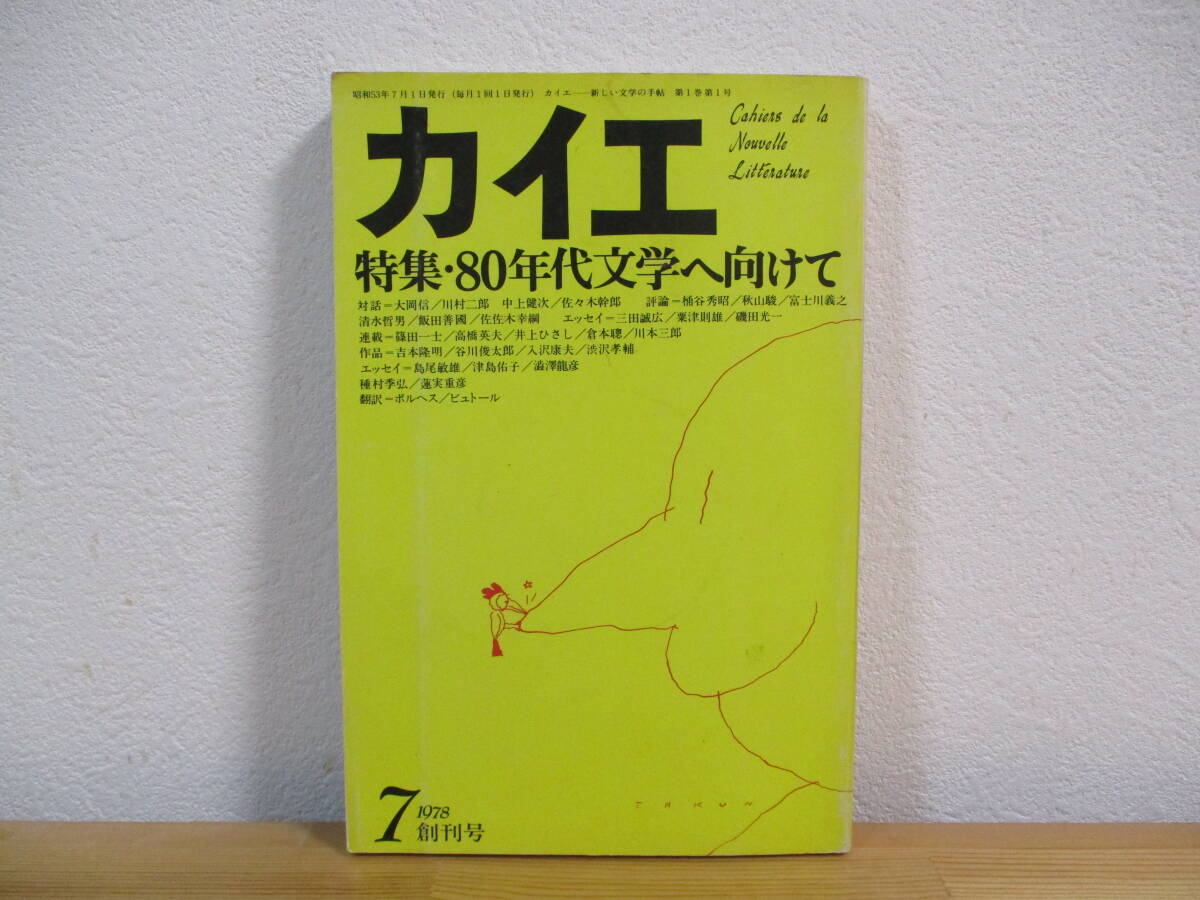 昭和53年7月1日発行（毎月1回1日発行） カイエ——新しい文学の手帖 第1巻第1号
カイエ
Cahiers de la
Nouvelle
Littérature
特集・80年代文学へ向けて
対話＝大岡信／川村二郎 中上健次／佐々木幹郎 評論＝桶谷秀昭／秋山駿／富士川義之
清水哲男／飯田善國／佐佐木幸綱 エッセイ＝三田誠広／粟津則雄／磯田光一
連載＝篠田一士／高橋英夫／井上ひさし／倉本聰／川本三郎
作品＝吉本隆明／谷川俊太郎／入沢康夫／渋沢孝輔
エッセイ＝島尾敏雄／津島佑子／澁澤龍彦
種村季弘／蓮実重彦
翻訳＝ボルヘス／ビュトール
TAKUN
7 1978
創刊号